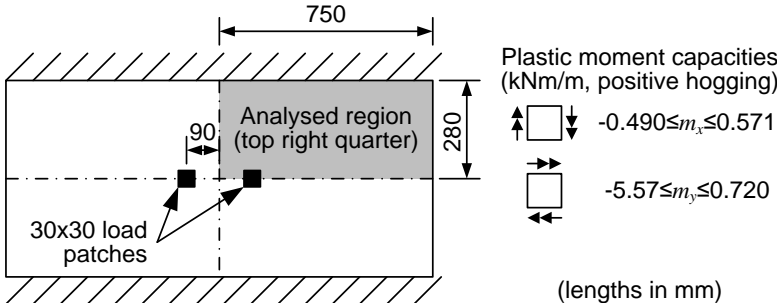 750
Analysed region
(top right quarter)
90
280
30x30 load
patches
Plastic moment capacities
(kNm/m, positive hogging)
-0.490≤mx≤0.571
-5.57≤my≤0.720
(lengths in mm)